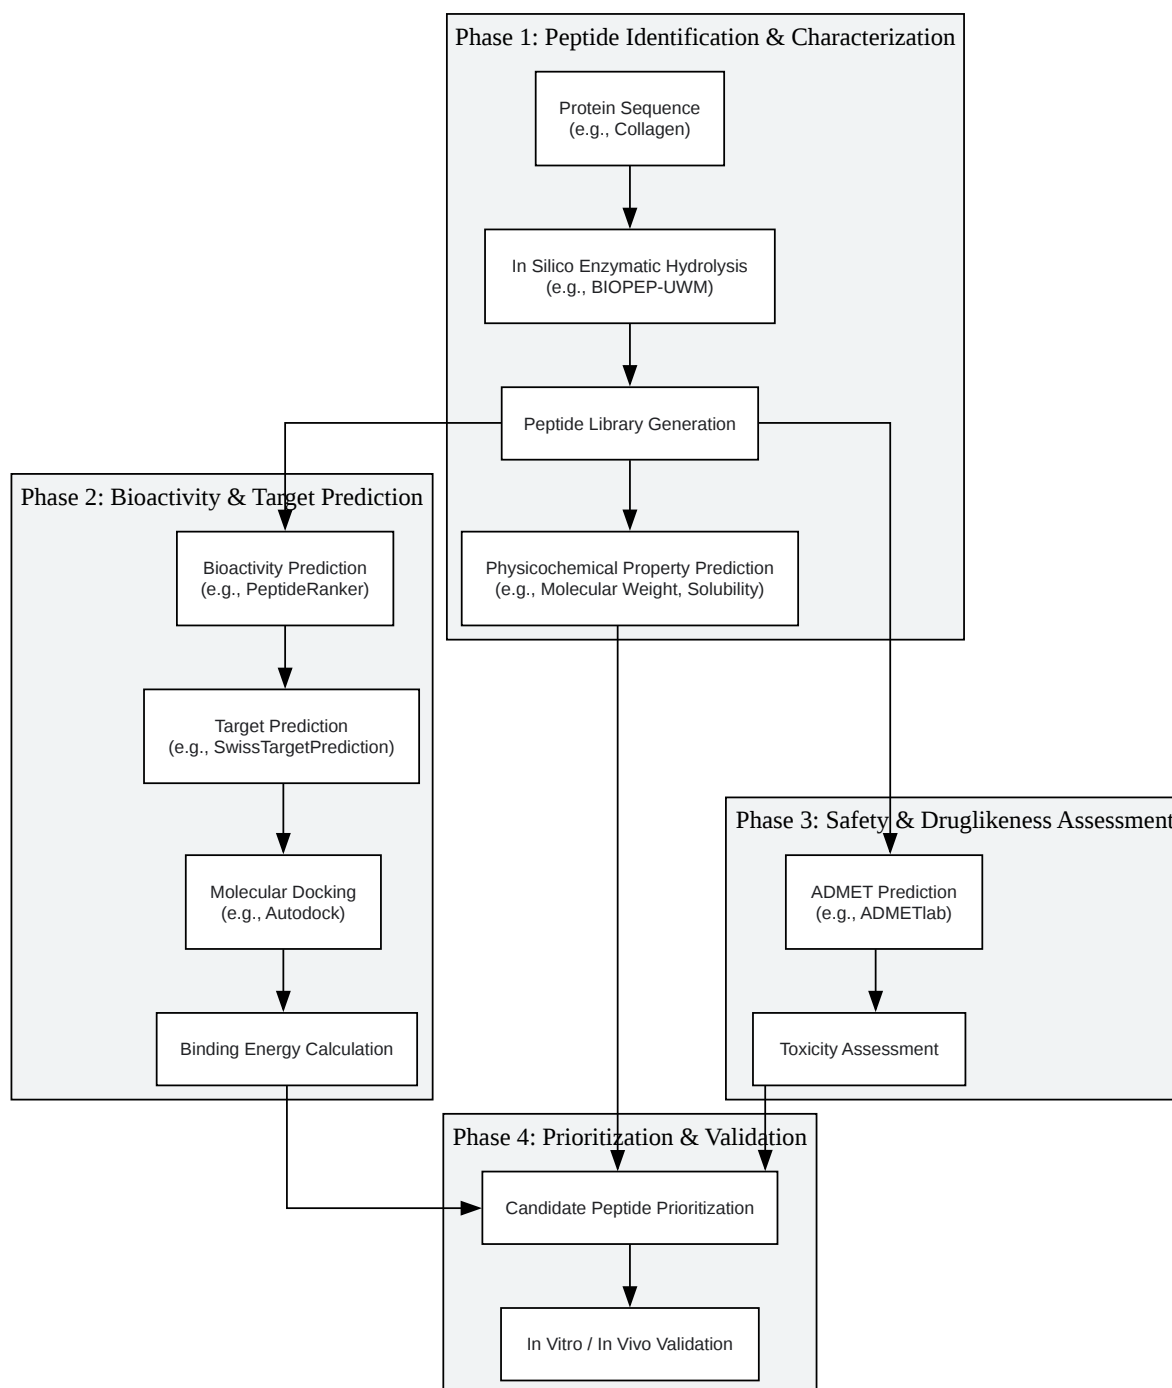 Phase 1: Peptide Identification & Characterization
Protein Sequence
(e.g., Collagen)
In Silico Enzymatic Hydrolysis
(e.g., BIOPEP-UWM)
Peptide Library Generation
Physicochemical Property Prediction
(e.g., Molecular Weight, Solubility)
Phase 2: Bioactivity & Target Prediction
Bioactivity Prediction
(e.g., PeptideRanker)
Target Prediction
(e.g., SwissTargetPrediction)
Molecular Docking
(e.g., Autodock)
Binding Energy Calculation
Phase 3: Safety & Druglikeness Assessment
ADMET Prediction
(e.g., ADMETlab)
Toxicity Assessment
Phase 4: Prioritization & Validation
Candidate Peptide Prioritization
In Vitro / In Vivo Validation